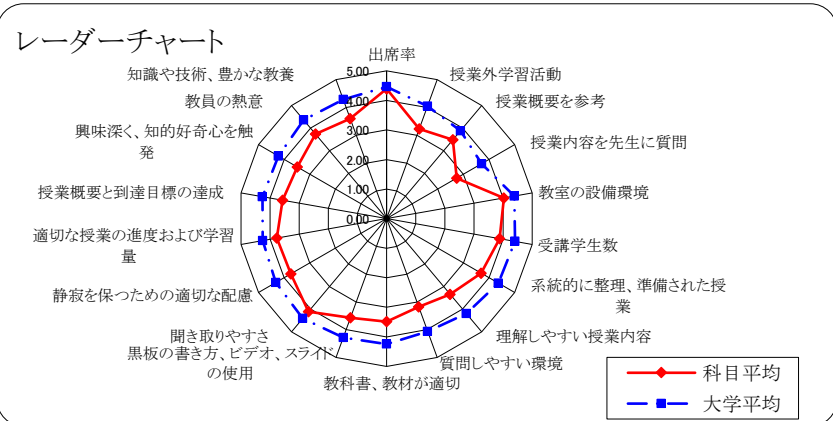 レーダーチャート
出席率
授業外学習活動
授業概要を参考
授業内容を先生に質問
教室の設備環境
受講学生数
系統的に整理、準備された授
業
理解しやすい授業内容
質問しやすい環境
教科書、教材が適切
黒板の書き方、ビデオ、スライド
の使用
聞き取りやすさ
静寂を保つための適切な配慮
適切な授業の進度および学習
量
授業概要と到達目標の達成
興味深く、知的好奇心を触
発
教員の熱意
知識や技術、豊かな教養
5.00
4.00
3.00
2.00
1.00
0.00
科目平均
大学平均